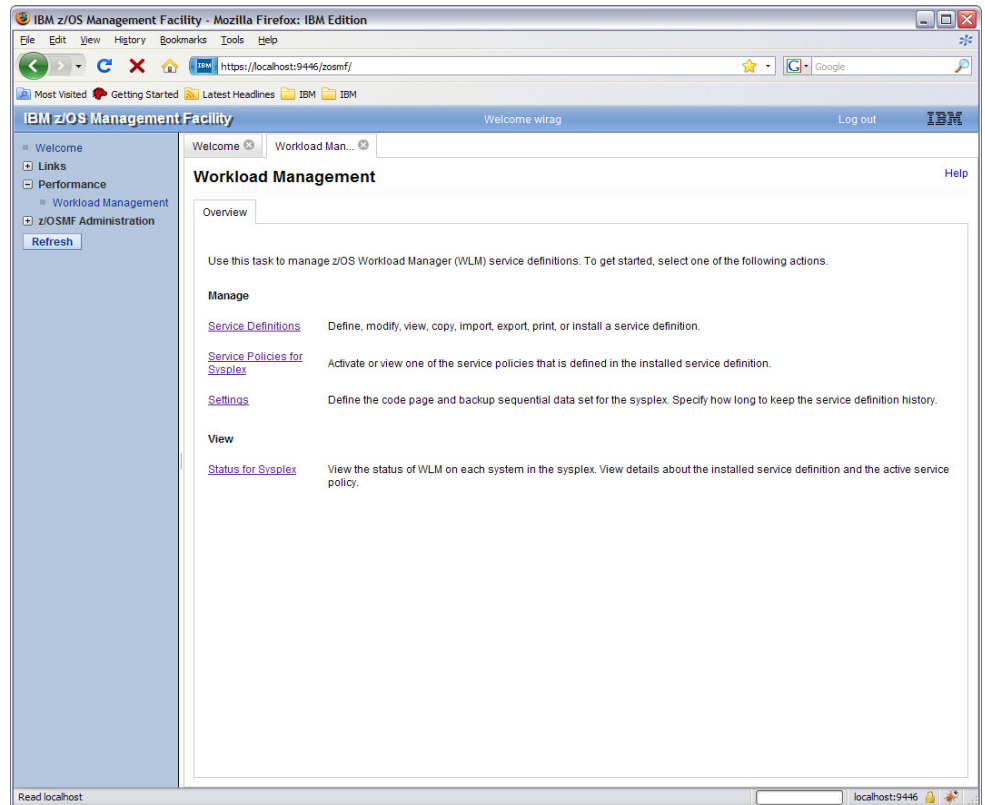 IBM z/OS Management Facility - Mozilla Firefox: IBM Edition
File Edit View History Bookmarks Tools Help
IBM https://localhost:9446/zosmf/ G Google
Most Visited Getting Started Latest Headlines IBM IBM
IBM z/OS Management Facility Welcome wirag Log out IBM
Welcome
Links
Performance
Workload Management
z/OSMF Administration
Refresh
Welcome Workload Man...
Workload Management Help
Overview
Use this task to manage z/OS Workload Manager (WLM) service definitions. To get started, select one of the following actions.
Manage
Service Definitions Define, modify, view, copy, import, export, print, or install a service definition.
Service Policies for Sysplex Activate or view one of the service policies that is defined in the installed service definition.
Settings Define the code page and backup sequential data set for the sysplex. Specify how long to keep the service definition history.
View
Status for Sysplex View the status of WLM on each system in the sysplex. View details about the installed service definition and the active service
policy.
Read localhost localhost:9446